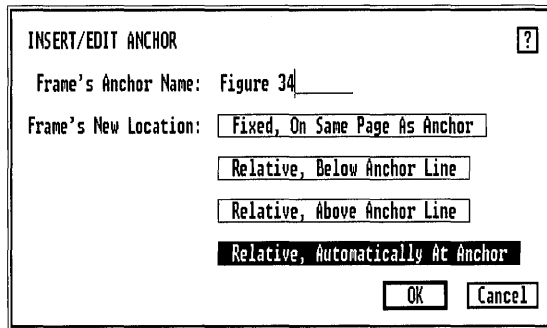 INSERT/EDIT ANCHOR ?
Frame's Anchor Name: Figure 34
Frame's New Location: Fixed, On Same Page As Anchor
Relative, Below Anchor Line
Relative, Above Anchor Line
Relative, Automatically At Anchor
OK Cancel